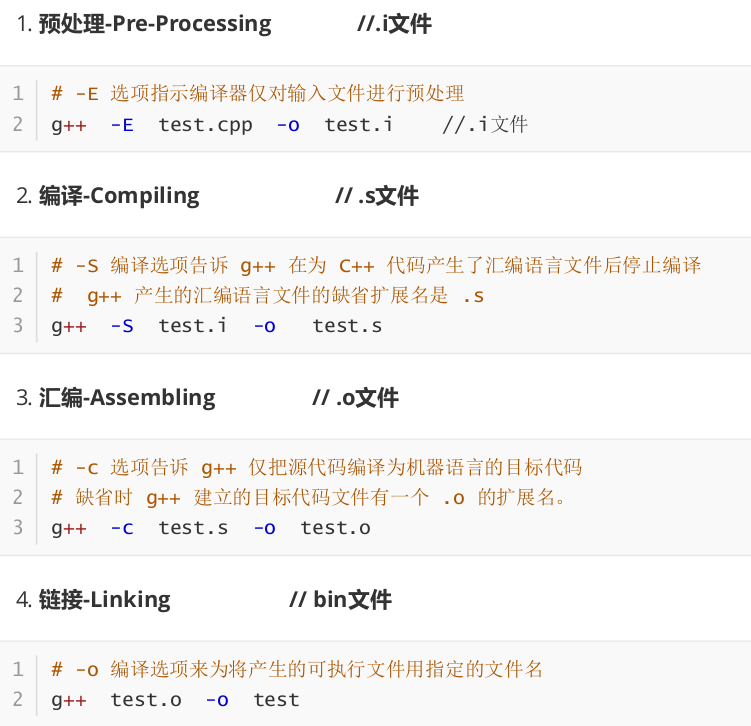 1. 预处理-Pre-Processing //.i文件
1 # -E 选项指示编译器仅对输入文件进行预处理
2 g++ -E test.cpp -o test.i //.i文件
2. 编译-Compiling // .s文件
1 # -S 编译选项告诉 g++ 在为 C++ 代码产生了汇编语言文件后停止编译
2 # g++ 产生的汇编语言文件的缺省扩展名是 .s
3 g++ -S test.i -o test.s
3. 汇编-Assembling // .o文件
1 # -c 选项告诉 g++ 仅把源代码编译为机器语言的目标代码
2 # 缺省时 g++ 建立的目标代码文件有一个 .o 的扩展名。
3 g++ -c test.s -o test.o
4. 链接-Linking // bin文件
1 # -o 编译选项来为将产生的可执行文件用指定的文件名
2 g++ test.o -o test